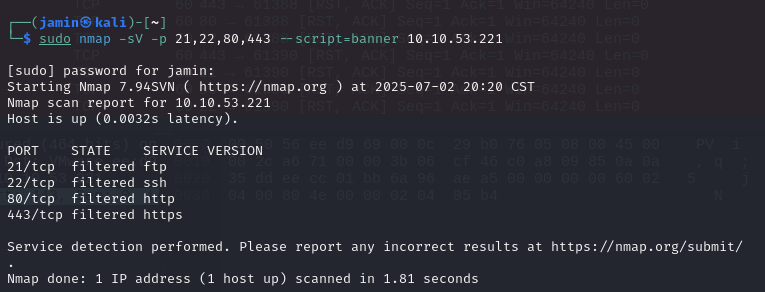 ┌──(jamin㉿kali)-[~]
└─$ sudo nmap -sV -p 21,22,80,443 --script=banner 10.10.53.221
[sudo] password for jamin:
Starting Nmap 7.94SVN ( https://nmap.org ) at 2025-07-02 20:20 CST
Nmap scan report for 10.10.53.221
Host is up (0.0032s latency).
PORT    STATE    SERVICE VERSION
21/tcp  filtered ftp
22/tcp  filtered ssh
80/tcp  filtered http
443/tcp filtered https
Service detection performed. Please report any incorrect results at https://nmap.org/submit/
.
Nmap done: 1 IP address (1 host up) scanned in 1.81 seconds